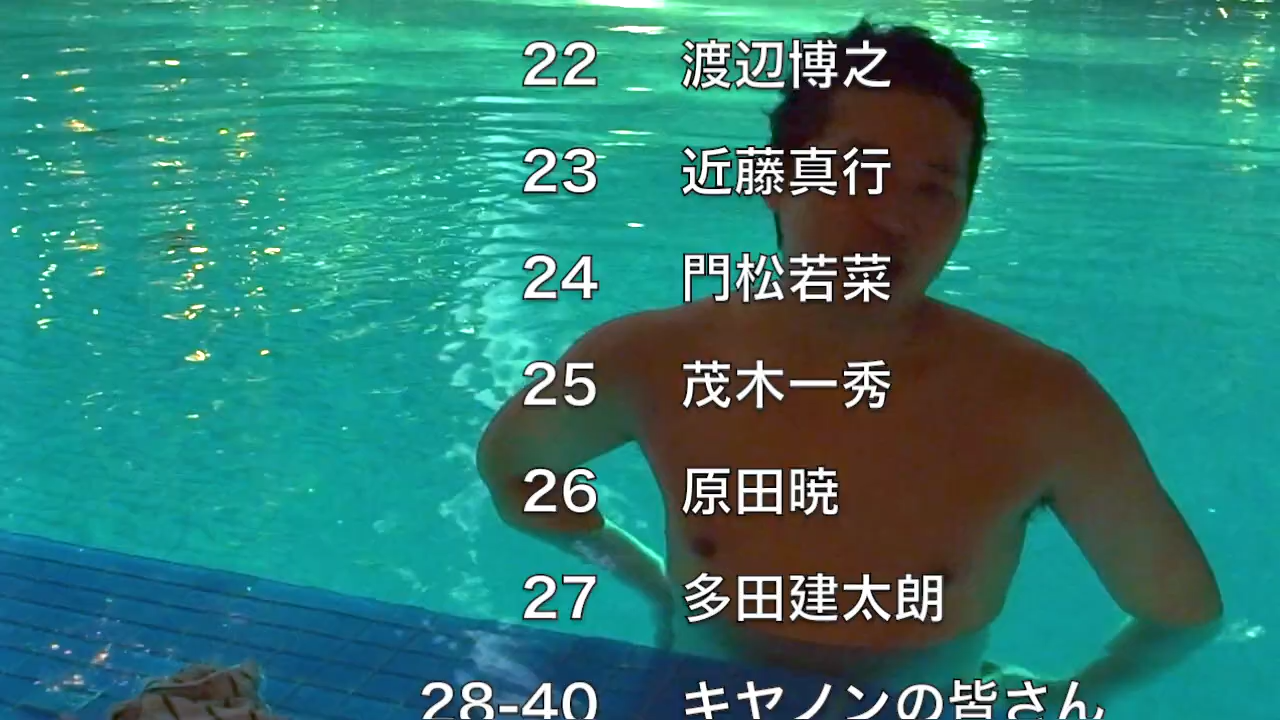 22 渡辺博之
23 近藤真行
24 門松若菜
25 茂木一秀
26 原田暁
27 多田建太朗
28-40 キヤノンの皆さん